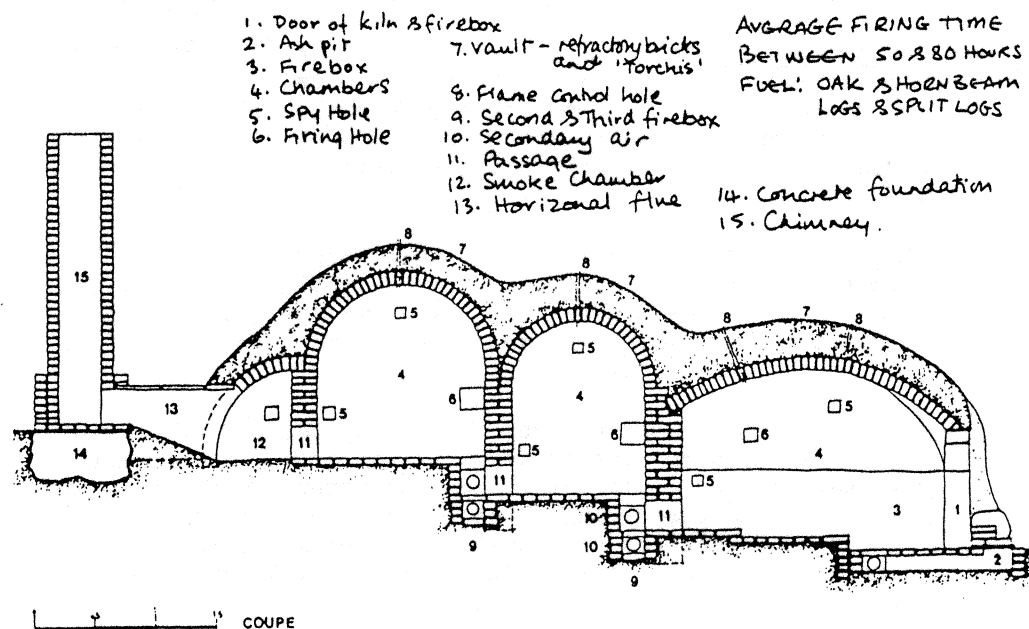 1. Door of kiln & firebox
2. Ash pit
3. Firebox
4. Chambers
5. Spy Hole
6. Firing Hole
7. Vault - refractory bricks
and 'Torchis'
8. Flame control hole
9. Second & Third firebox
10. Secondary air
11. Passage
12. Smoke Chamber
13. Horizonal flue
14. Concrete foundation
15. Chimney.
AVERAGE FIRING TIME
BETWEEN 50 & 80 HOURS
FUEL: OAK & HORNBEAM
LOGS & SPLIT LOGS
8 7
8
7
15
8 7 8
5
5
4
4
13
6
5
5
6
6
12
11
5
4
14
11
5
5
10
11
3
1
10
9
2
9
COUPE